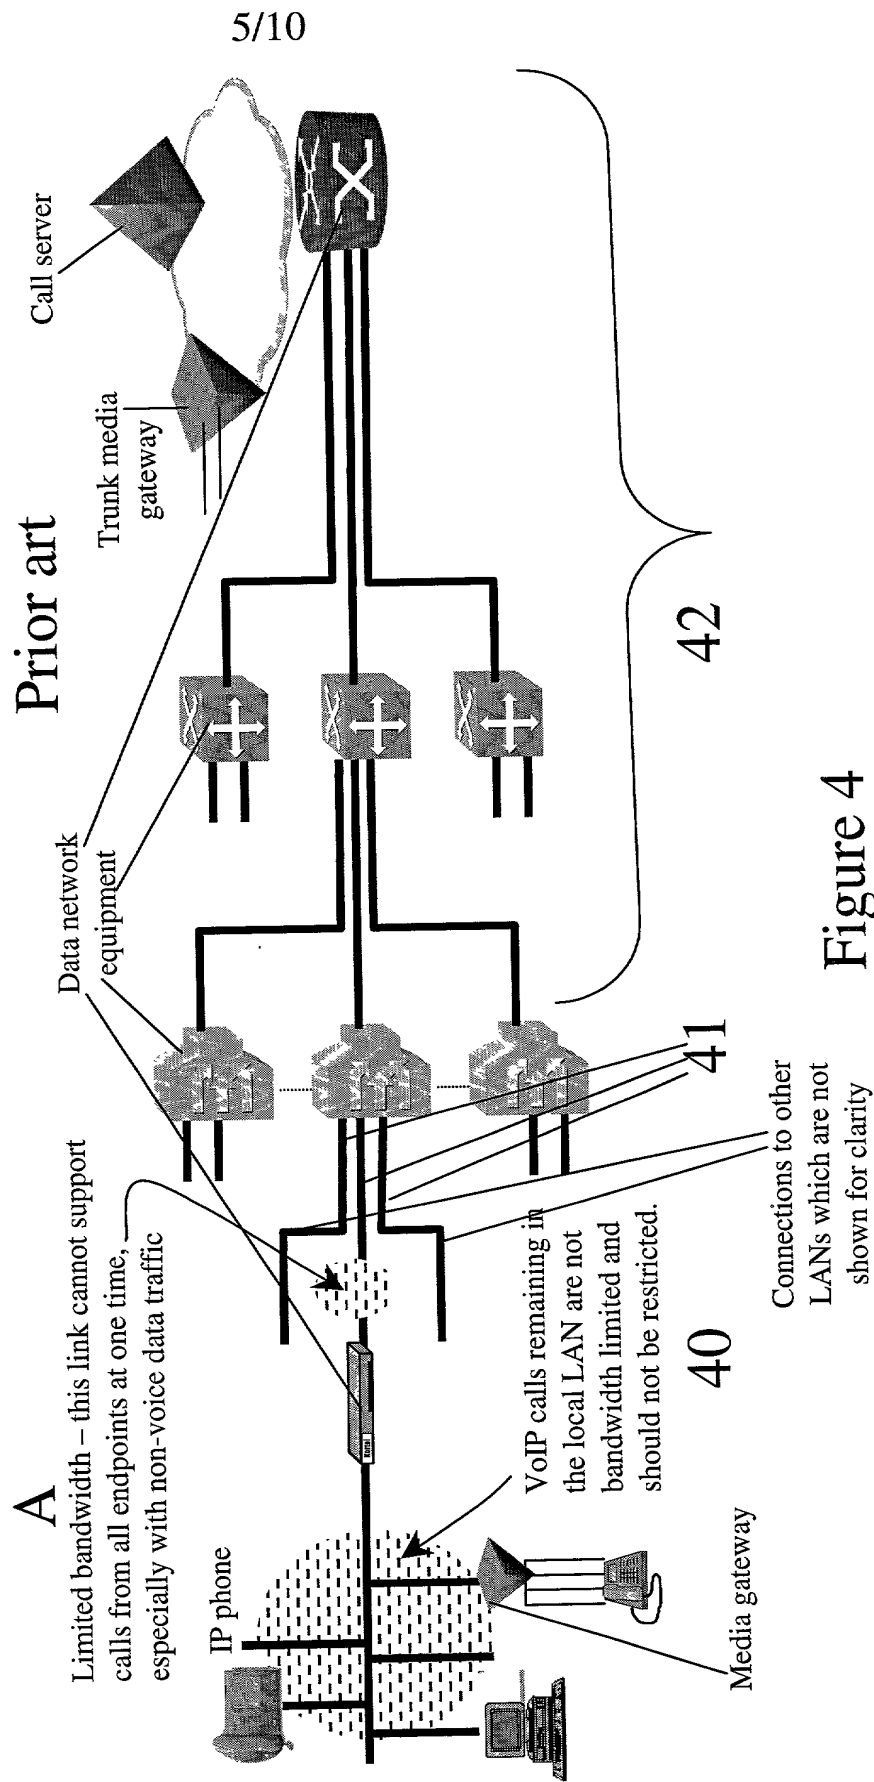 5/10
Prior art
Call server
Trunk media
gateway
Data network
equipment
A
Limited bandwidth – this link cannot support
calls from all endpoints at one time,
especially with non-voice data traffic
IP phone
VoIP calls remaining in
the local LAN are not
bandwidth limited and
should not be restricted.
Media gateway
40
41
42
Connections to other
LANs which are not
shown for clarity
Figure 4